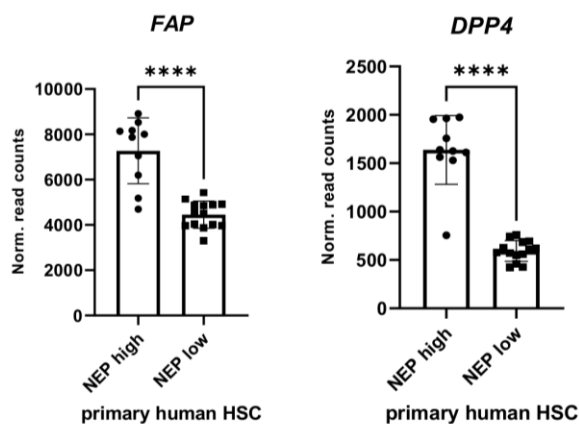 FAP
****
10000
8000
6000
4000
2000
0
Norm. read counts
NEP high
NEP low
primary human HSC
DPP4
****
2500
2000
1500
1000
500
0
Norm. read counts
NEP high
NEP low
primary human HSC